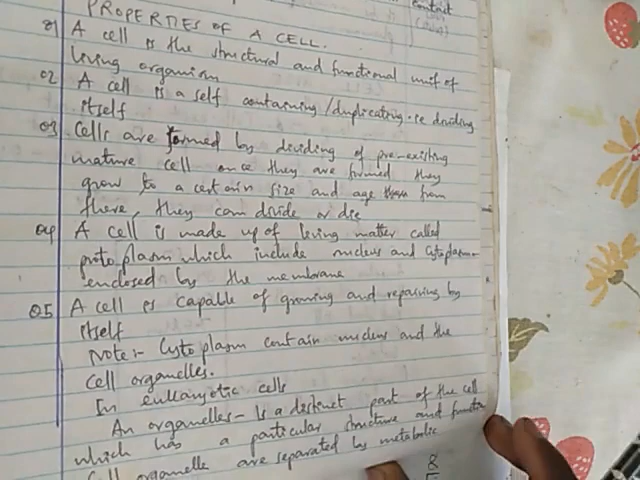 contact
PROPERTIES OF A CELL.
01 A cell is the structural and functional unit of
living organism
02 A cell is a self containing/duplicating. ie dividing
itself
03 Cells are formed by dividing of pre-existing
mature cell once they are formed they
grow to a certain size and age from
there, they can divide or die
04 A cell is made up of living matter called
protoplasm which include nucleus and cytoplasm
enclosed by the membrane
05 A cell is capable of growing and repairing by
itself
Note:- Cytoplasm contain nucleus and the
cell organelles.
In eukaryotic cells
An organelles - Is a distinct part of the cell
which has a particular structure and function
Cell organelle are separated by metabolic